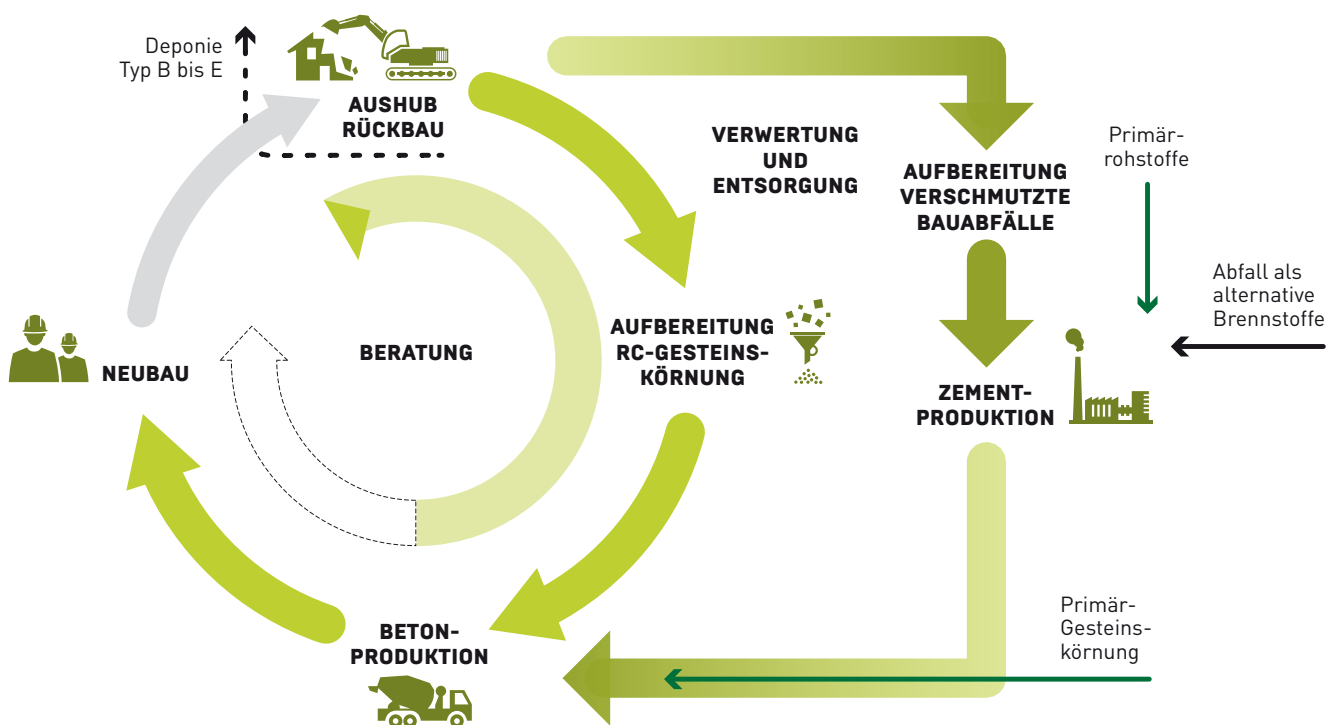 Deponie
Typ B bis E
AUSHUB
RÜCKBAU
VERWERTUNG
UND
ENTSORGUNG
AUFBEREITUNG
VERSCHMUTZTE
BAUABFÄLLE
Primär-
rohstoffe
Abfall als
alternative
Brennstoffe
NEUBAU
BERATUNG
AUFBEREITUNG
RC-GESTEINS-
KÖRNUNG
ZEMENT-
PRODUKTION
BETON-
PRODUKTION
Primär-
Gesteins-
körnung